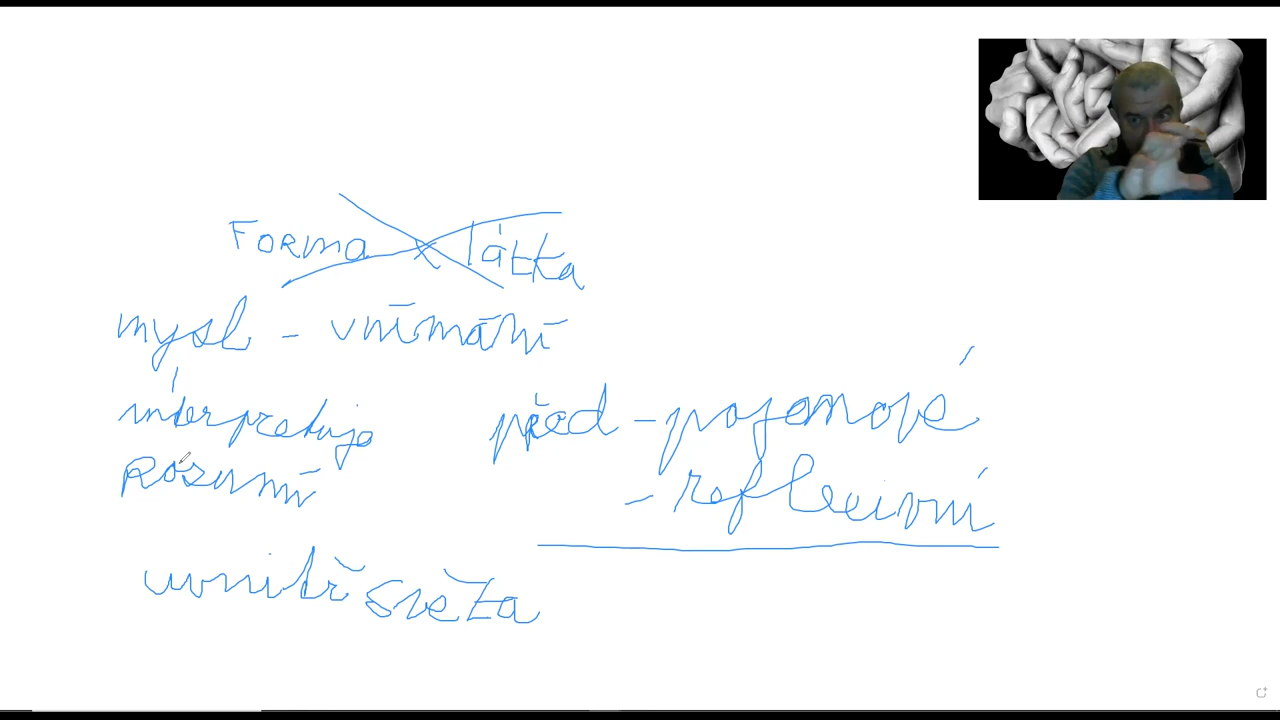 Forma x látka
mysl - vnímání
interpretuje
před - pojmové
rozumí
- reflexivní
uvnitř světa